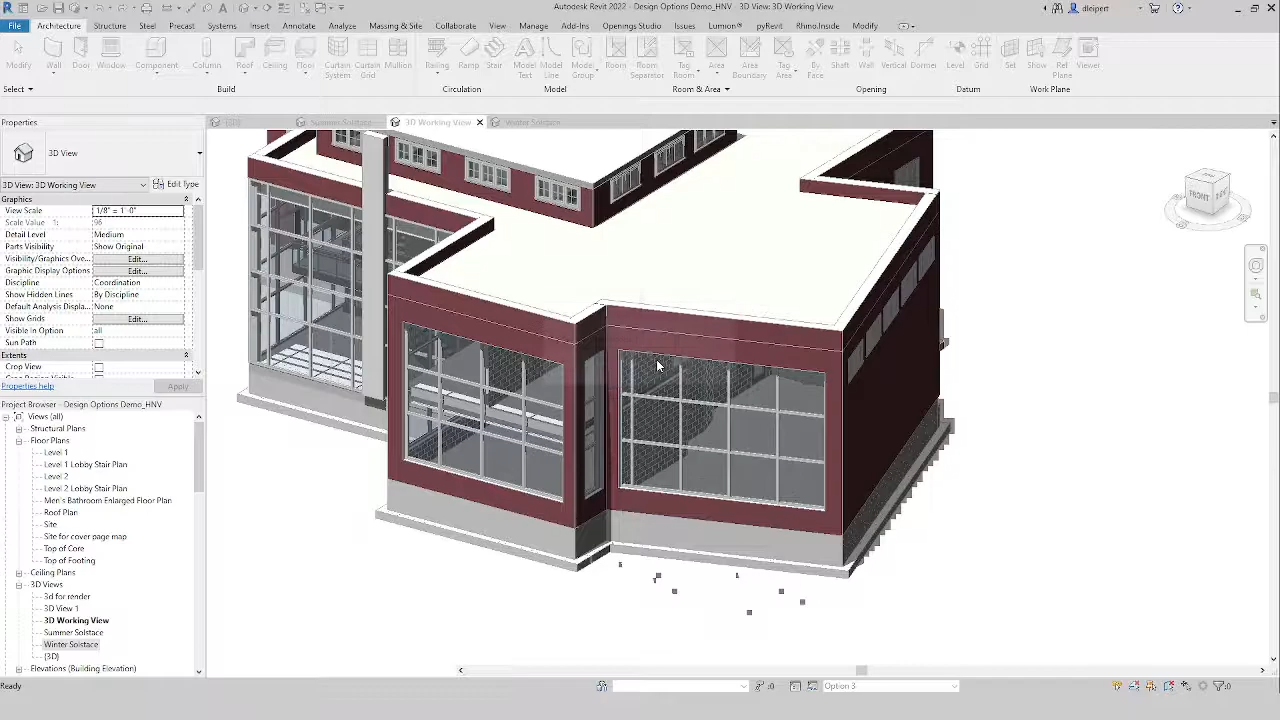 Autodesk Revit 2022 - Design Options Demo_HNV - 3D View: 3D Working View
dleipert
File Architecture Structure Steel Precast Systems Insert Annotate Analyze Massing & Site Collaborate View Manage Add-Ins Openings Studio Issues pyRevit Rhino.Inside Modify
Modify Wall Door Window Component Column Roof Ceiling Floor Curtain System Curtain Grid Mullion Railing Ramp Stair Model Text Model Line Model Group Room Room Separator Tag Room Area Area Boundary Tag Area By Face Shaft Wall Vertical Dormer Level Grid Set Show Ref Plane Viewer
Select Build Circulation Model Room & Area Opening Datum Work Plane
Properties
{3D} Summer Solstace 3D Working View Winter Solstace
3D View
3D View: 3D Working View Edit Type
Graphics
View Scale 1/8" = 1'-0"
Scale Value 1: 96
Detail Level Medium
Parts Visibility Show Original
Visibility/Graphics Ove... Edit...
Graphic Display Options Edit...
Discipline Coordination
Show Hidden Lines By Discipline
Default Analysis Displa... None
Show Grids Edit...
Visible In Option all
Sun Path
Extents
Crop View
Properties help Apply
Project Browser - Design Options Demo_HNV
Views (all)
Structural Plans
Floor Plans
Level 1
Level 1 Lobby Stair Plan
Level 2
Level 2 Lobby Stair Plan
Men's Bathroom Enlarged Floor Plan
Roof Plan
Site
Site for cover page map
Top of Core
Top of Footing
Ceiling Plans
3D Views
3d for render
3D View 1
3D Working View
Summer Solstace
Winter Solstace
{3D}
Elevations (Building Elevation)
FRONT
Ready
:0
Option 3
:0